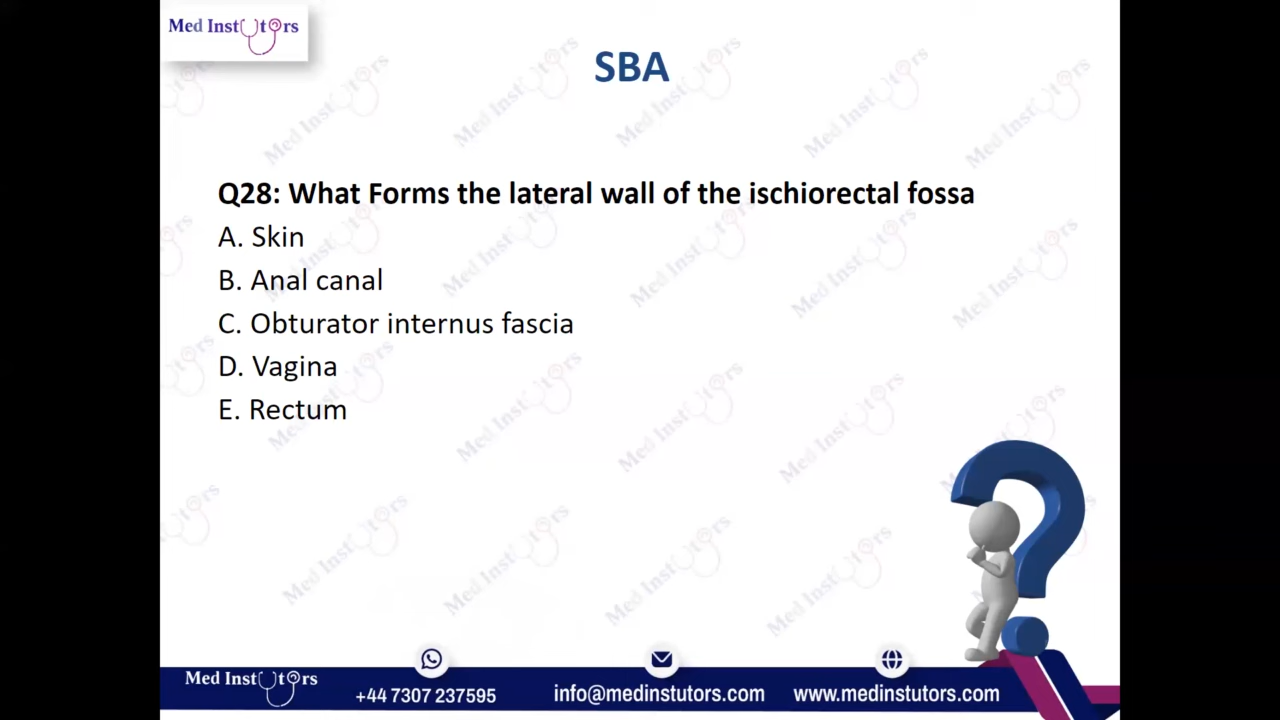 Med Instutors
SBA
Q28: What Forms the lateral wall of the ischiorectal fossa
A. Skin
B. Anal canal
C. Obturator internus fascia
D. Vagina
E. Rectum
Med Instutors
+44 7307 237595
info@medinstutors.com
www.medinstutors.com